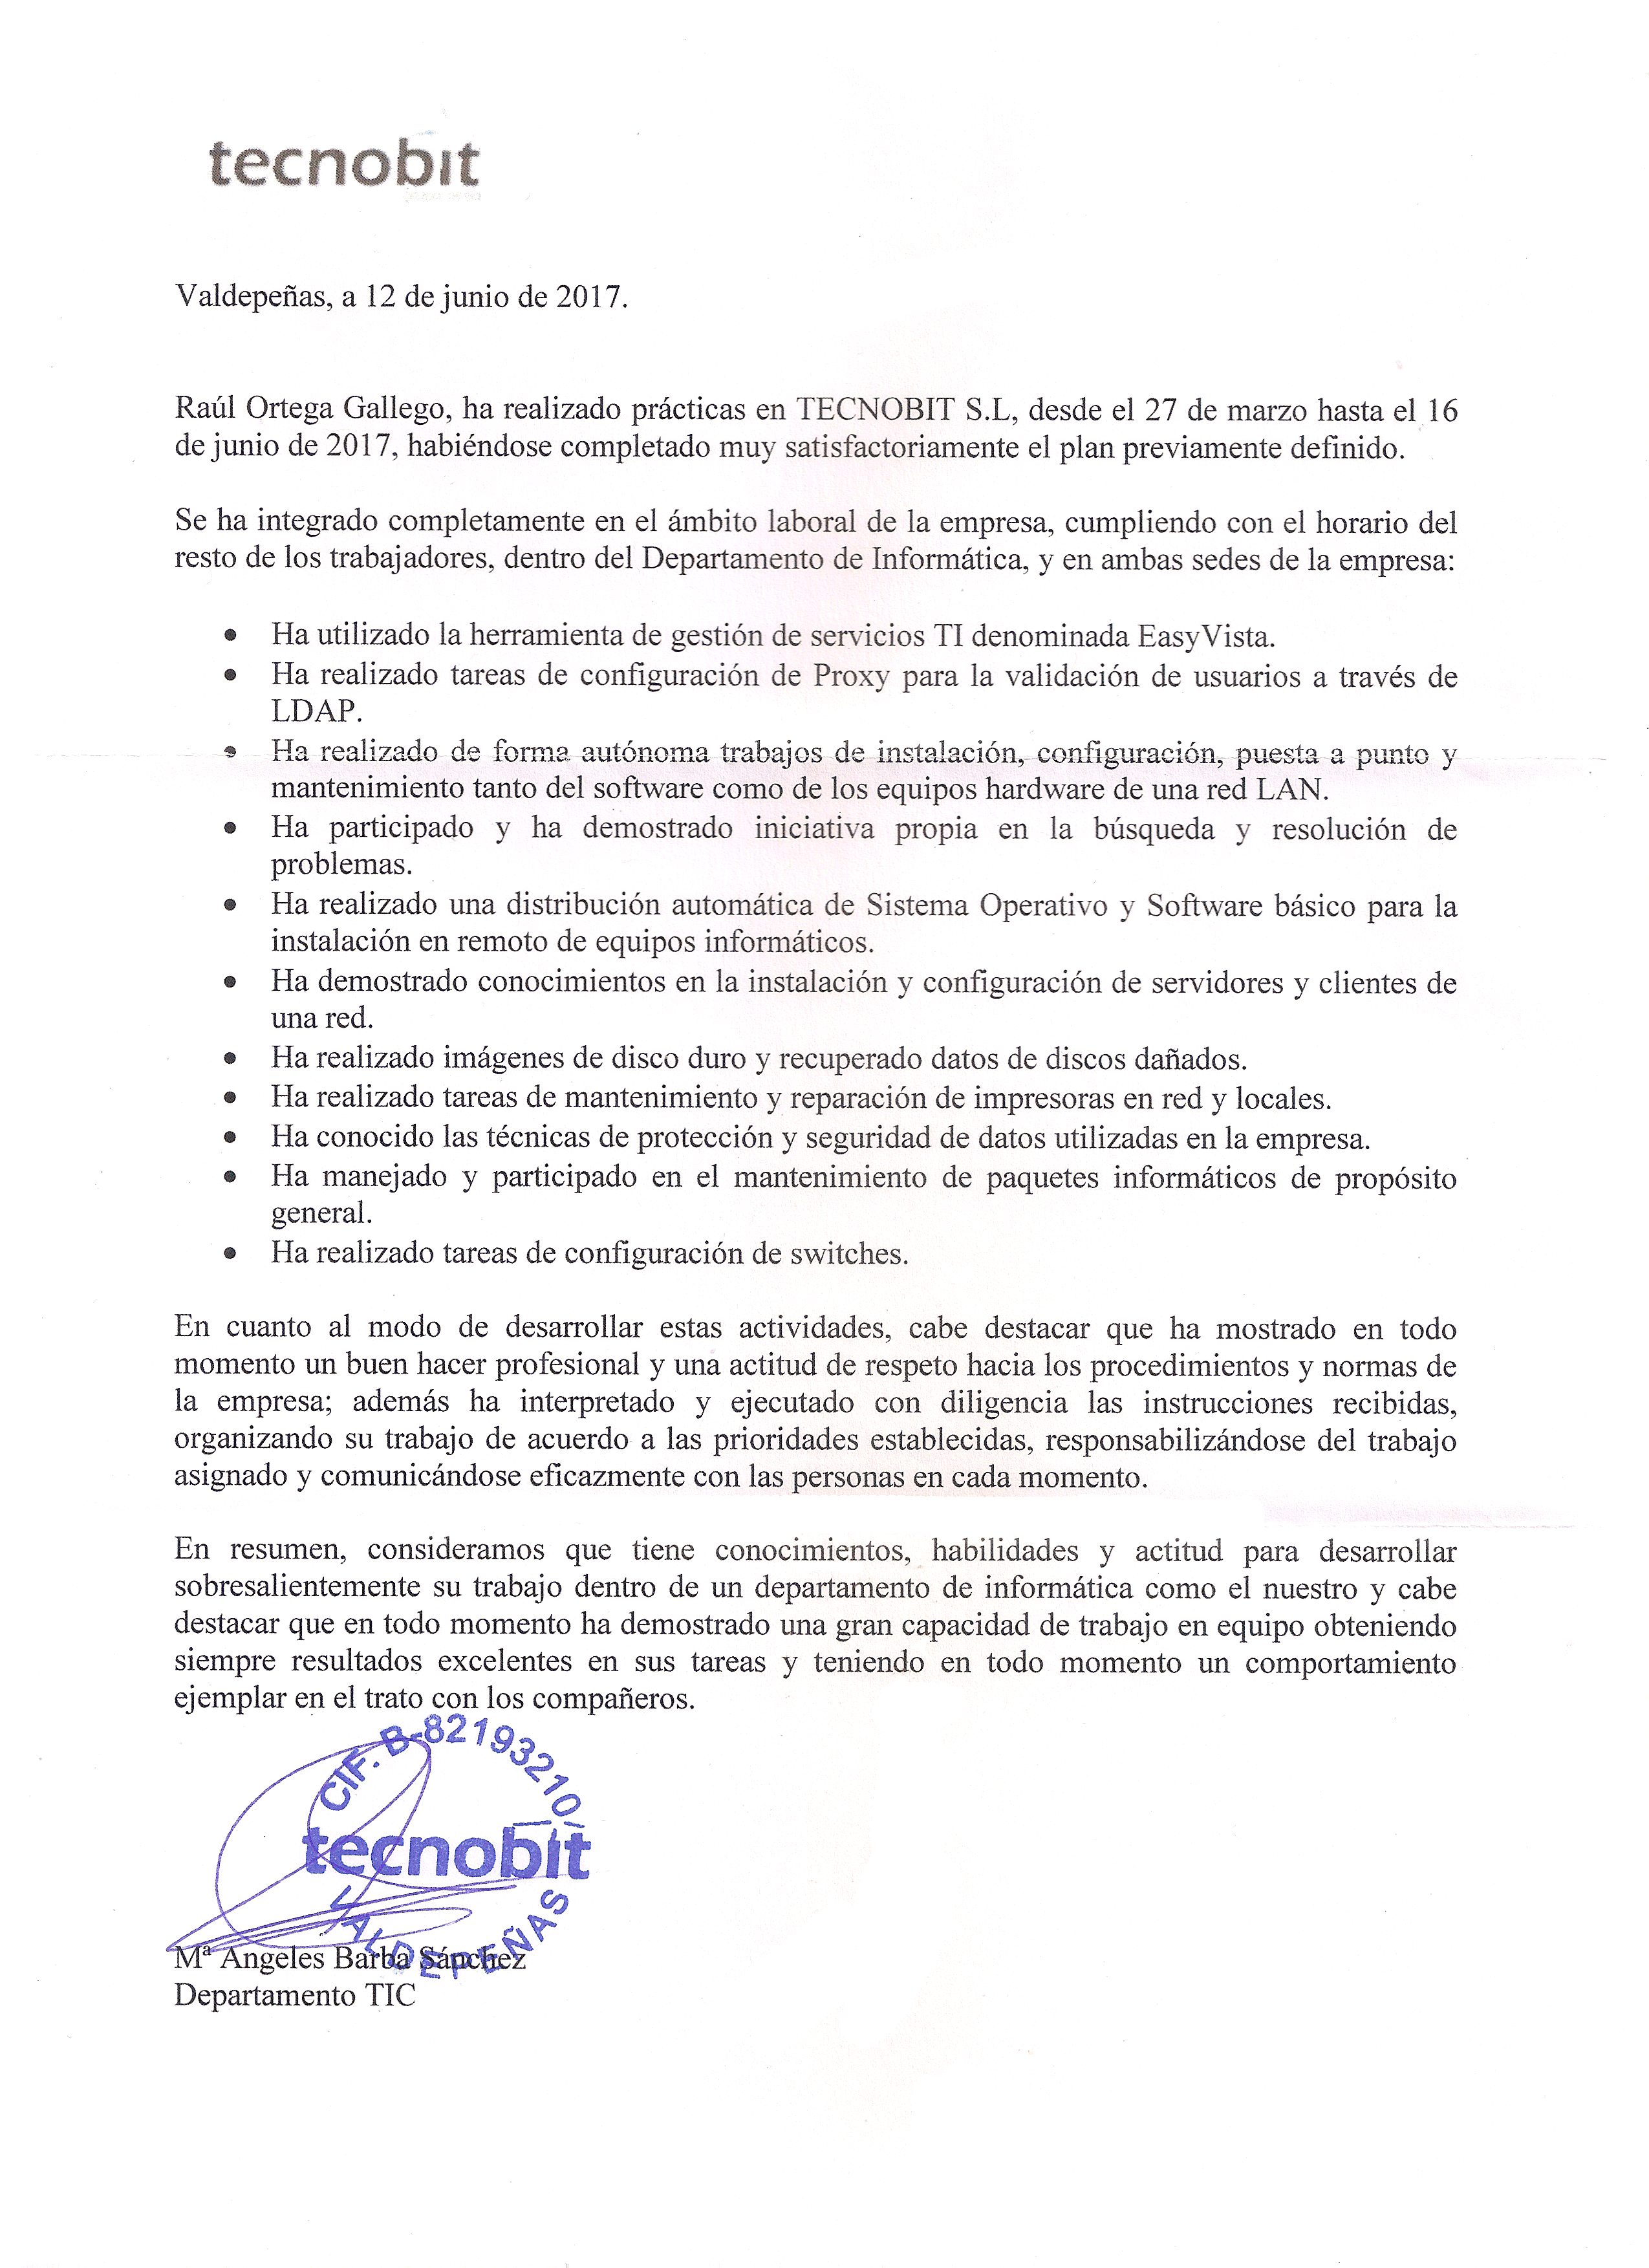 tecnobit
Valdepeñas, a 12 de junio de 2017.
Raúl Ortega Gallego, ha realizado prácticas en TECNOBIT S.L, desde el 27 de marzo hasta el 16
de junio de 2017, habiéndose completado muy satisfactoriamente el plan previamente definido.
Se ha integrado completamente en el ámbito laboral de la empresa, cumpliendo con el horario del
resto de los trabajadores, dentro del Departamento de Informática, y en ambas sedes de la empresa:
• Ha utilizado la herramienta de gestión de servicios TI denominada EasyVista.
• Ha realizado tareas de configuración de Proxy para la validación de usuarios a través de
LDAP.
• Ha realizado de forma autónoma trabajos de instalación, configuración, puesta a punto y
mantenimiento tanto del software como de los equipos hardware de una red LAN.
• Ha participado y ha demostrado iniciativa propia en la búsqueda y resolución de
problemas.
• Ha realizado una distribución automática de Sistema Operativo y Software básico para la
instalación en remoto de equipos informáticos.
• Ha demostrado conocimientos en la instalación y configuración de servidores y clientes de
una red.
• Ha realizado imágenes de disco duro y recuperado datos de discos dañados.
• Ha realizado tareas de mantenimiento y reparación de impresoras en red y locales.
• Ha conocido las técnicas de protección y seguridad de datos utilizadas en la empresa.
• Ha manejado y participado en el mantenimiento de paquetes informáticos de propósito
general.
• Ha realizado tareas de configuración de switches.
En cuanto al modo de desarrollar estas actividades, cabe destacar que ha mostrado en todo
momento un buen hacer profesional y una actitud de respeto hacia los procedimientos y normas de
la empresa; además ha interpretado y ejecutado con diligencia las instrucciones recibidas,
organizando su trabajo de acuerdo a las prioridades establecidas, responsabilizándose del trabajo
asignado y comunicándose eficazmente con las personas en cada momento.
En resumen, consideramos que tiene conocimientos, habilidades y actitud para desarrollar
sobresalientemente su trabajo dentro de un departamento de informática como el nuestro y cabe
destacar que en todo momento ha demostrado una gran capacidad de trabajo en equipo obteniendo
siempre resultados excelentes en sus tareas y teniendo en todo momento un comportamiento
ejemplar en el trato con los compañeros.
CIF. B-82193210
tecnobit
VALDEPEÑAS
Mª Angeles Barba Sánchez
Departamento TIC